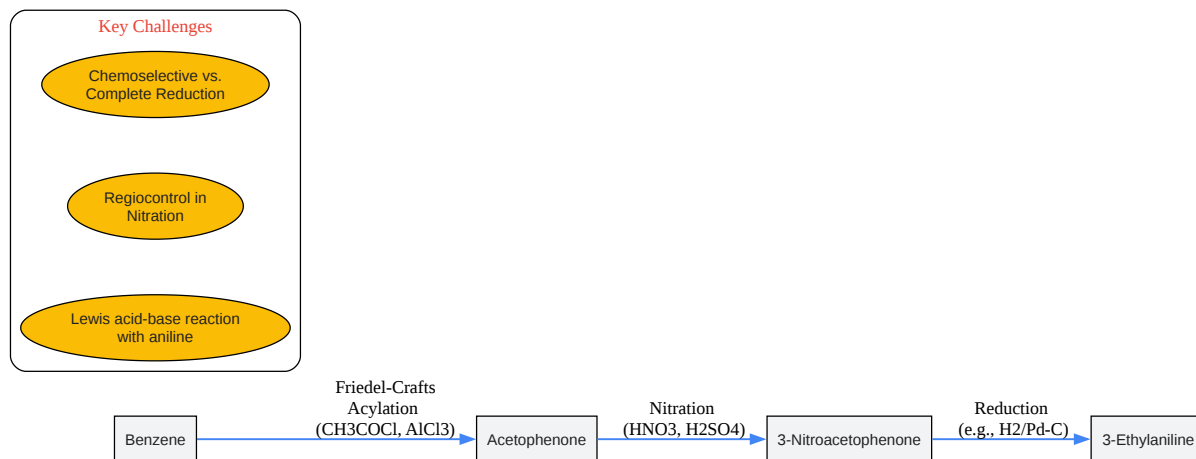 Key Challenges
Chemoselective vs.
Complete Reduction
Regiocontrol in
Nitration
Lewis acid-base reaction
with aniline
Benzene
Friedel-Crafts
Acylation
(CH3COCl, AlCl3)
Acetophenone
Nitration
(HNO3, H2SO4)
3-Nitroacetophenone
Reduction
(e.g., H2/Pd-C)
3-Ethylaniline